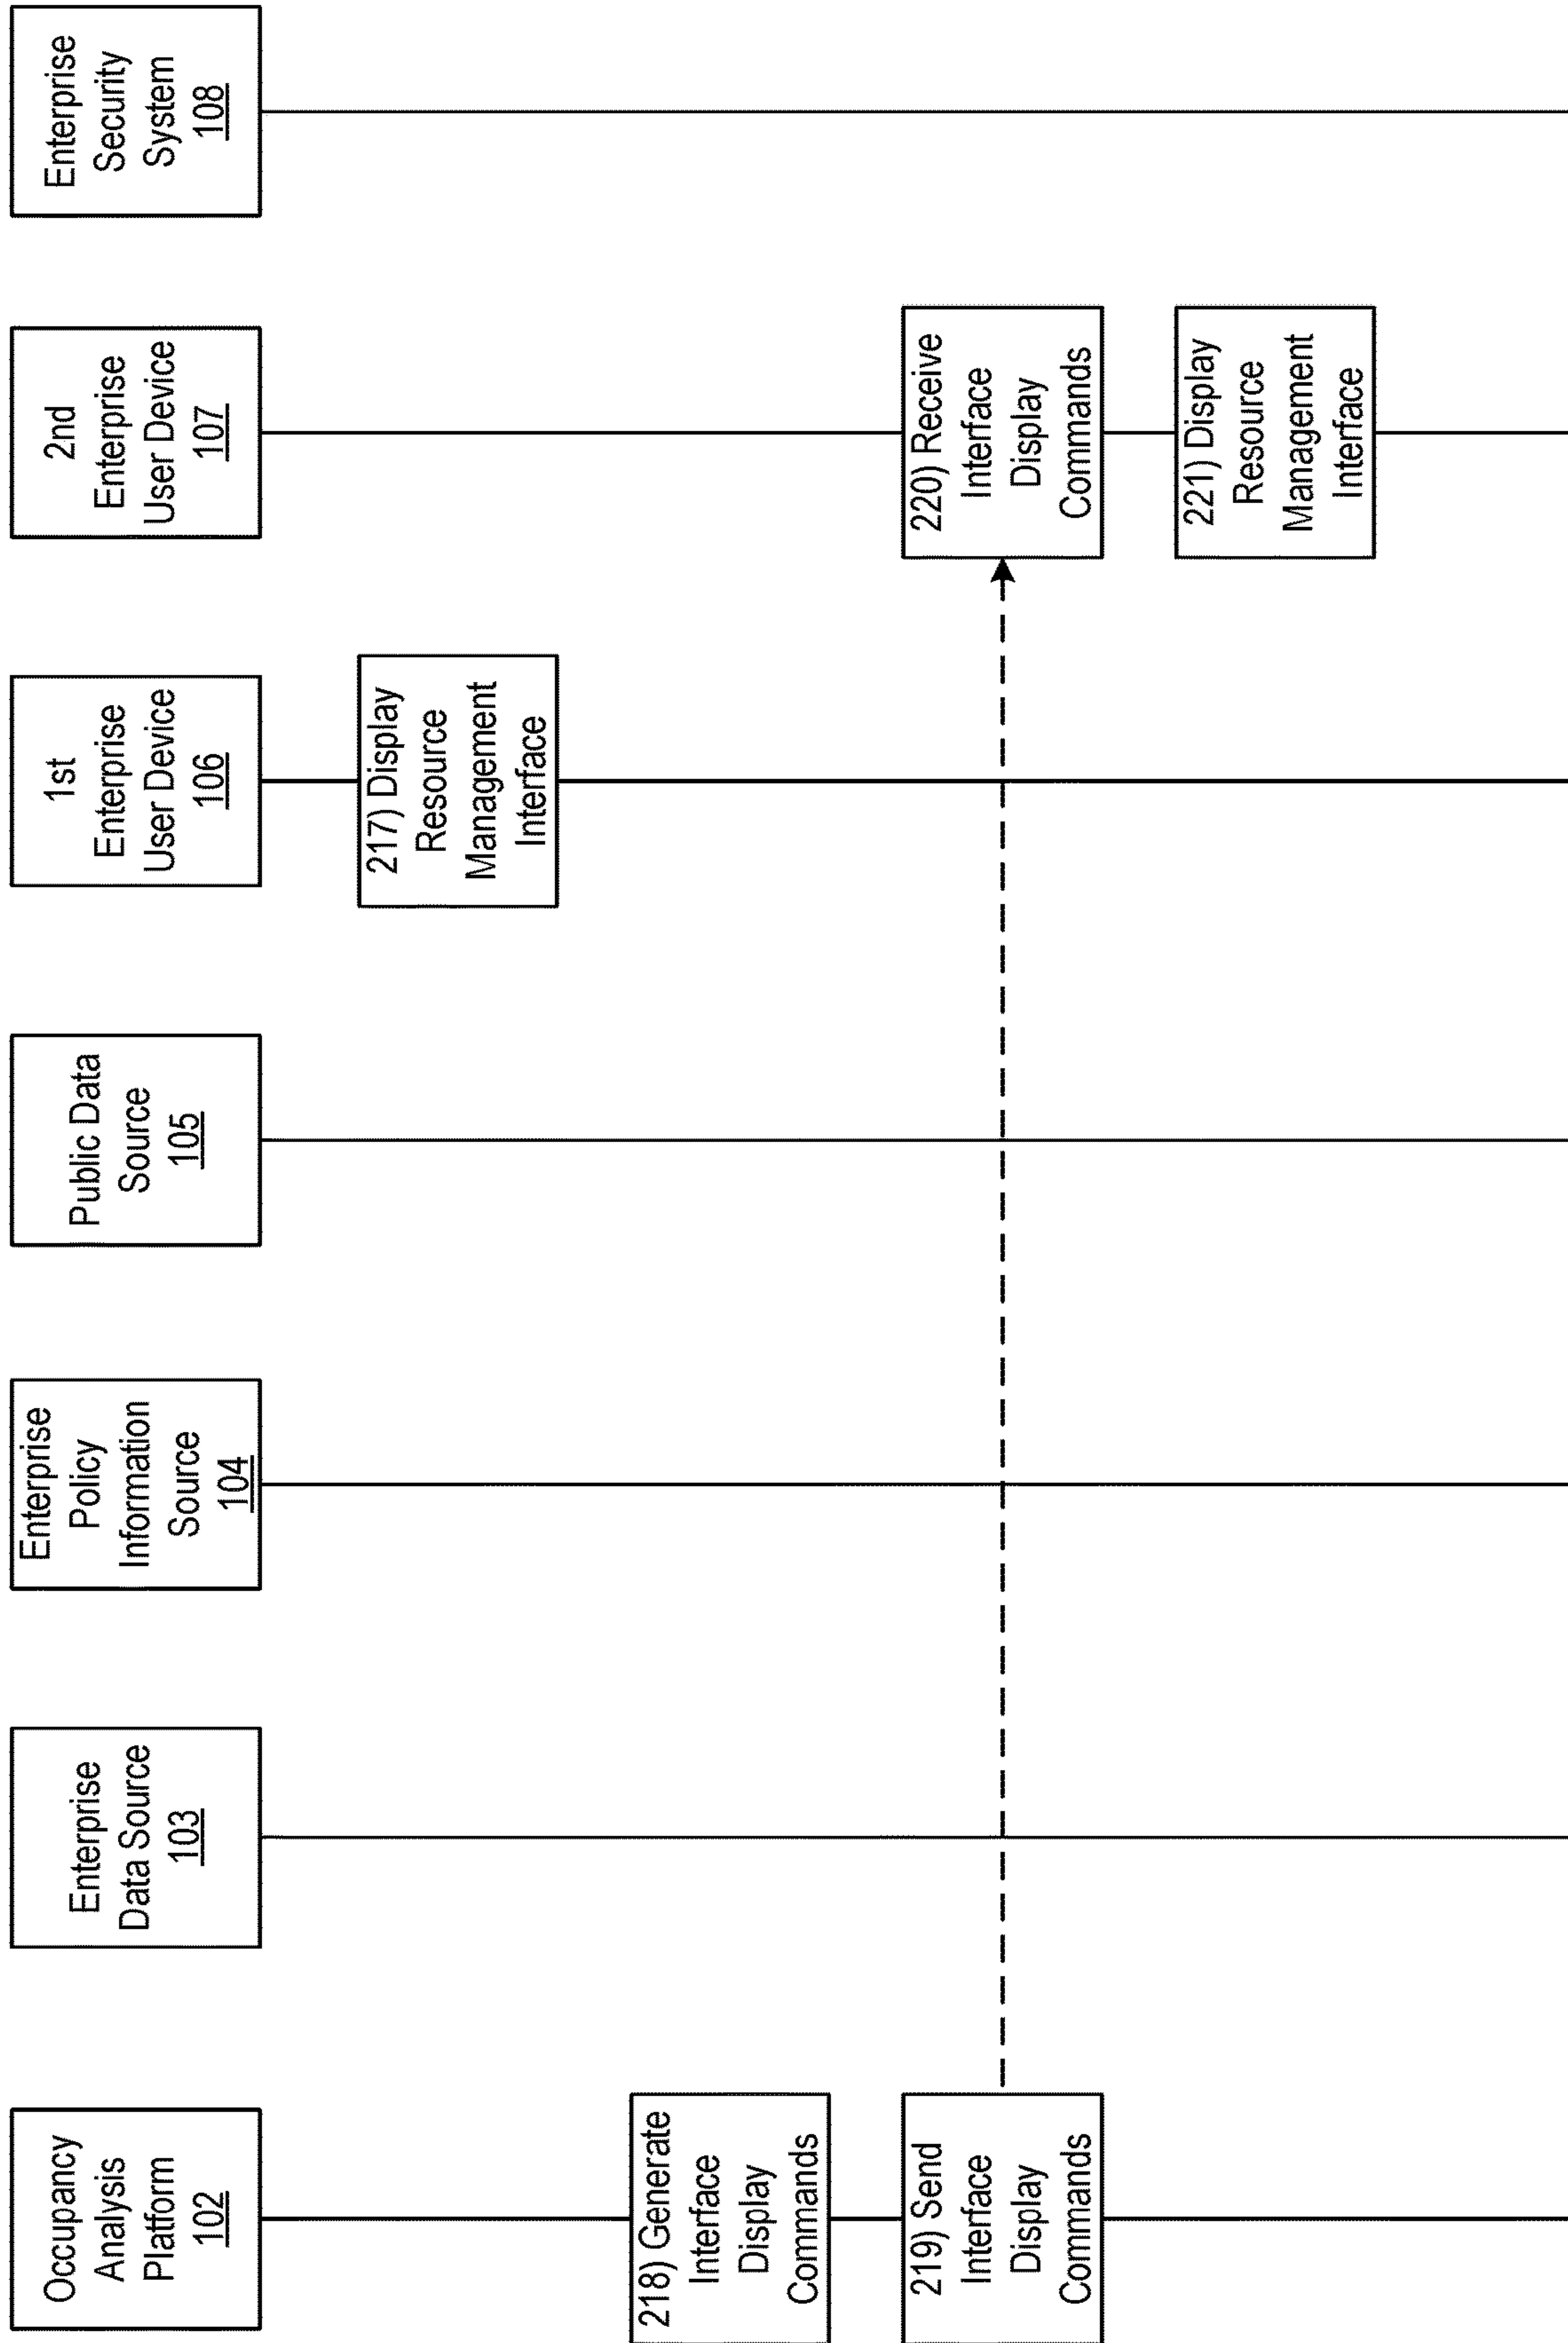 Occupancy
Analysis
Platform
102
Enterprise
Data Source
103
Enterprise
Policy
Information
Source
104
Public Data
Source
105
1st
Enterprise
User Device
106
2nd
Enterprise
User Device
107
Enterprise
Security
System
108
217) Display
Resource
Management
Interface
218) Generate
Interface
Display
Commands
219) Send
Interface
Display
Commands
220) Receive
Interface
Display
Commands
221) Display
Resource
Management
Interface